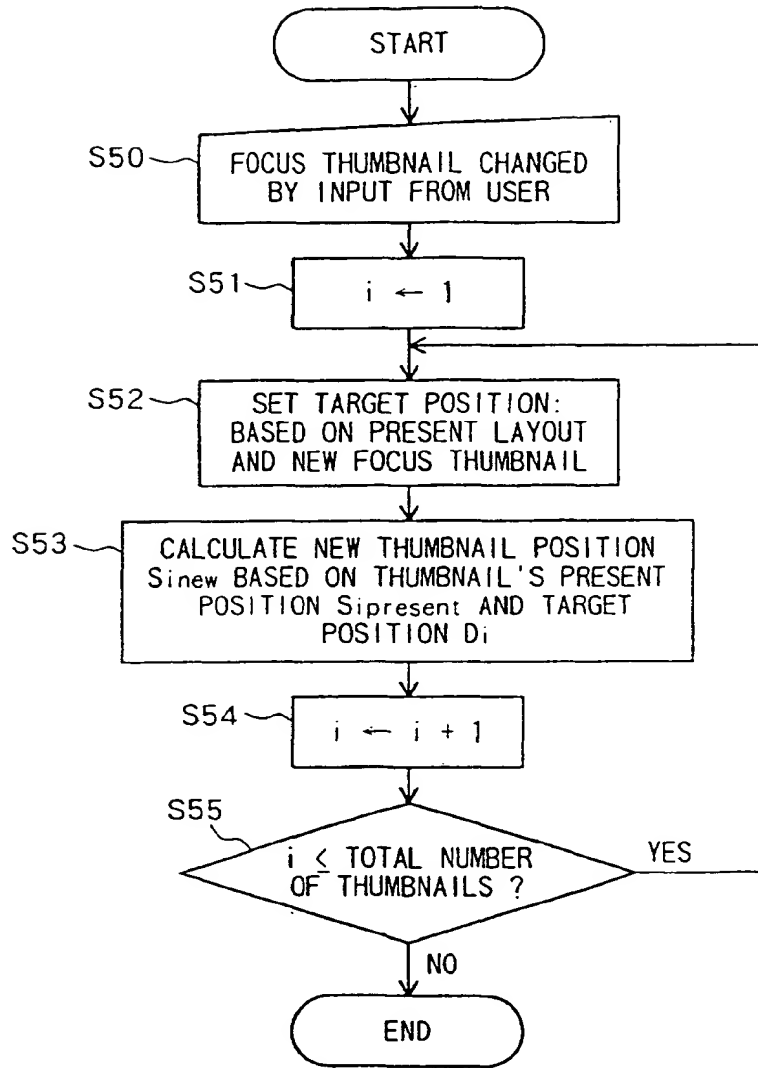 START
S50
FOCUS THUMBNAIL CHANGED
BY INPUT FROM USER
S51
i ← 1
S52
SET TARGET POSITION:
BASED ON PRESENT LAYOUT
AND NEW FOCUS THUMBNAIL
S53
CALCULATE NEW THUMBNAIL POSITION
Sinew BASED ON THUMBNAIL'S PRESENT
POSITION Sipresent AND TARGET
POSITION Di
S54
i ← i + 1
S55
i ≤ TOTAL NUMBER
OF THUMBNAILS ?
YES
NO
END